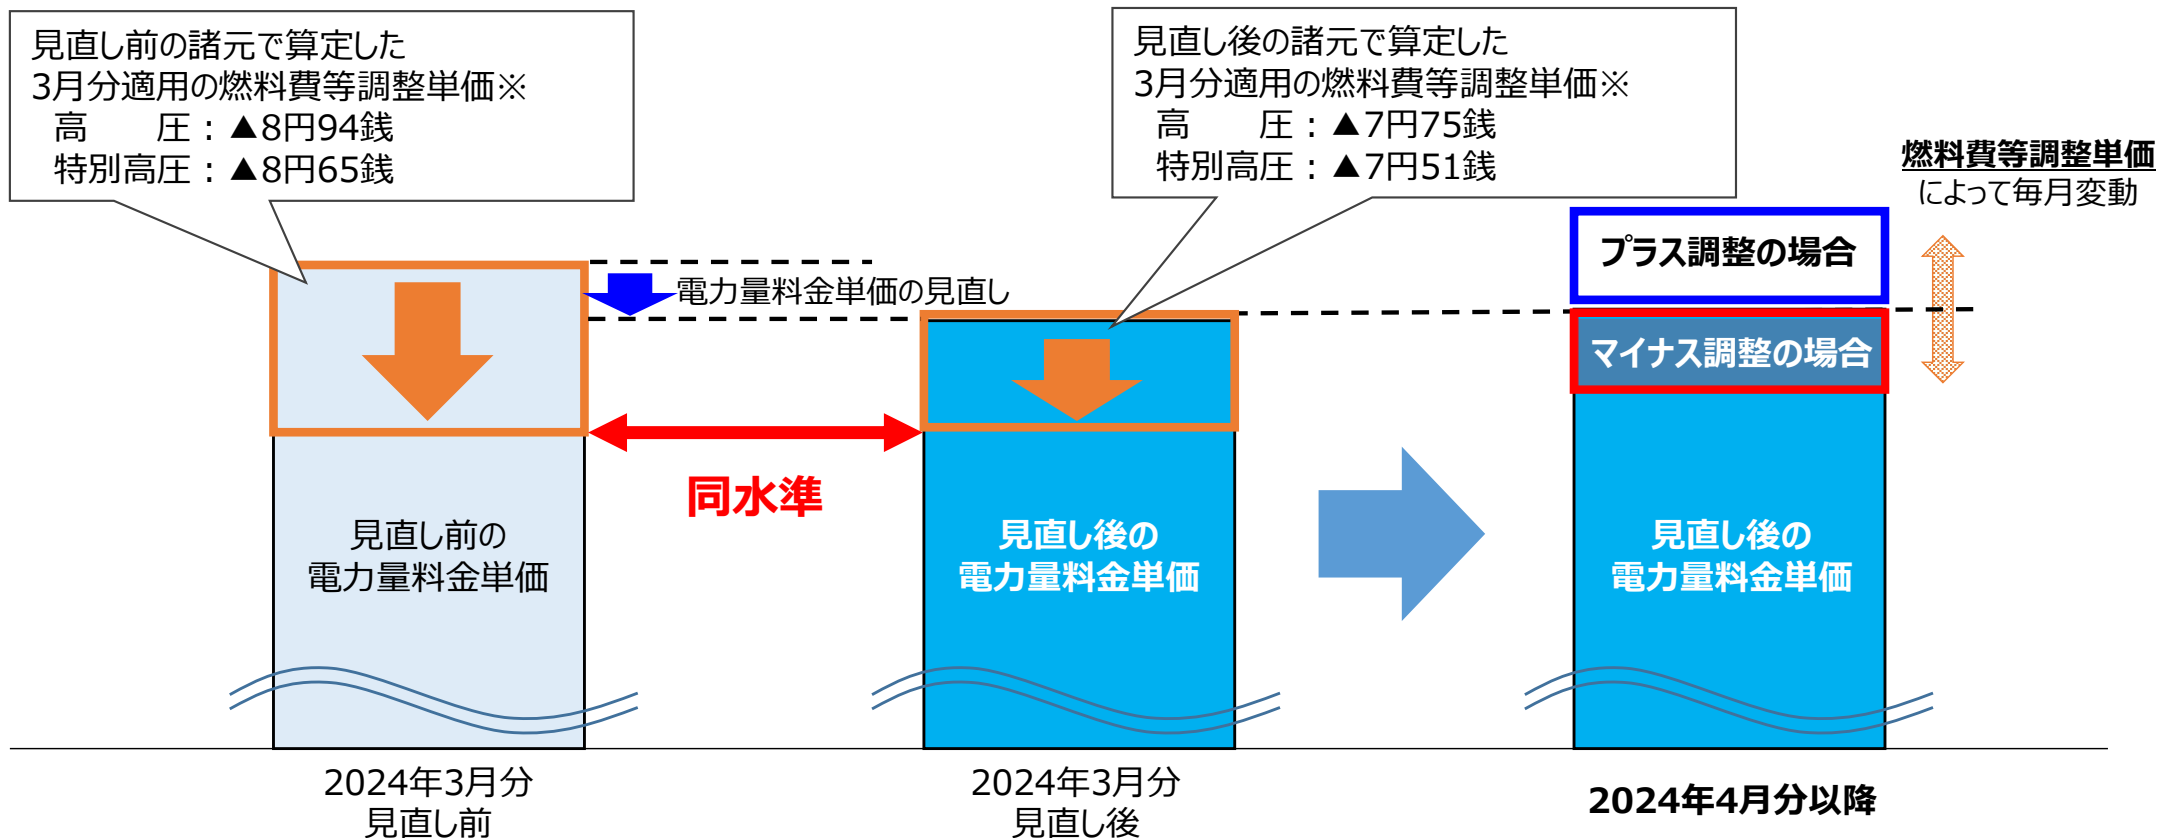 見直し前の諸元で算定した
3月分適用の燃料費等調整単価※
高　　圧：▲8円94銭
特別高圧：▲8円65銭
見直し後の諸元で算定した
3月分適用の燃料費等調整単価※
高　　圧：▲7円75銭
特別高圧：▲7円51銭
燃料費等調整単価
によって毎月変動
プラス調整の場合
電力量料金単価の見直し
マイナス調整の場合
同水準
見直し前の
電力量料金単価
見直し後の
電力量料金単価
見直し後の
電力量料金単価
2024年3月分
見直し前
2024年3月分
見直し後
2024年4月分以降